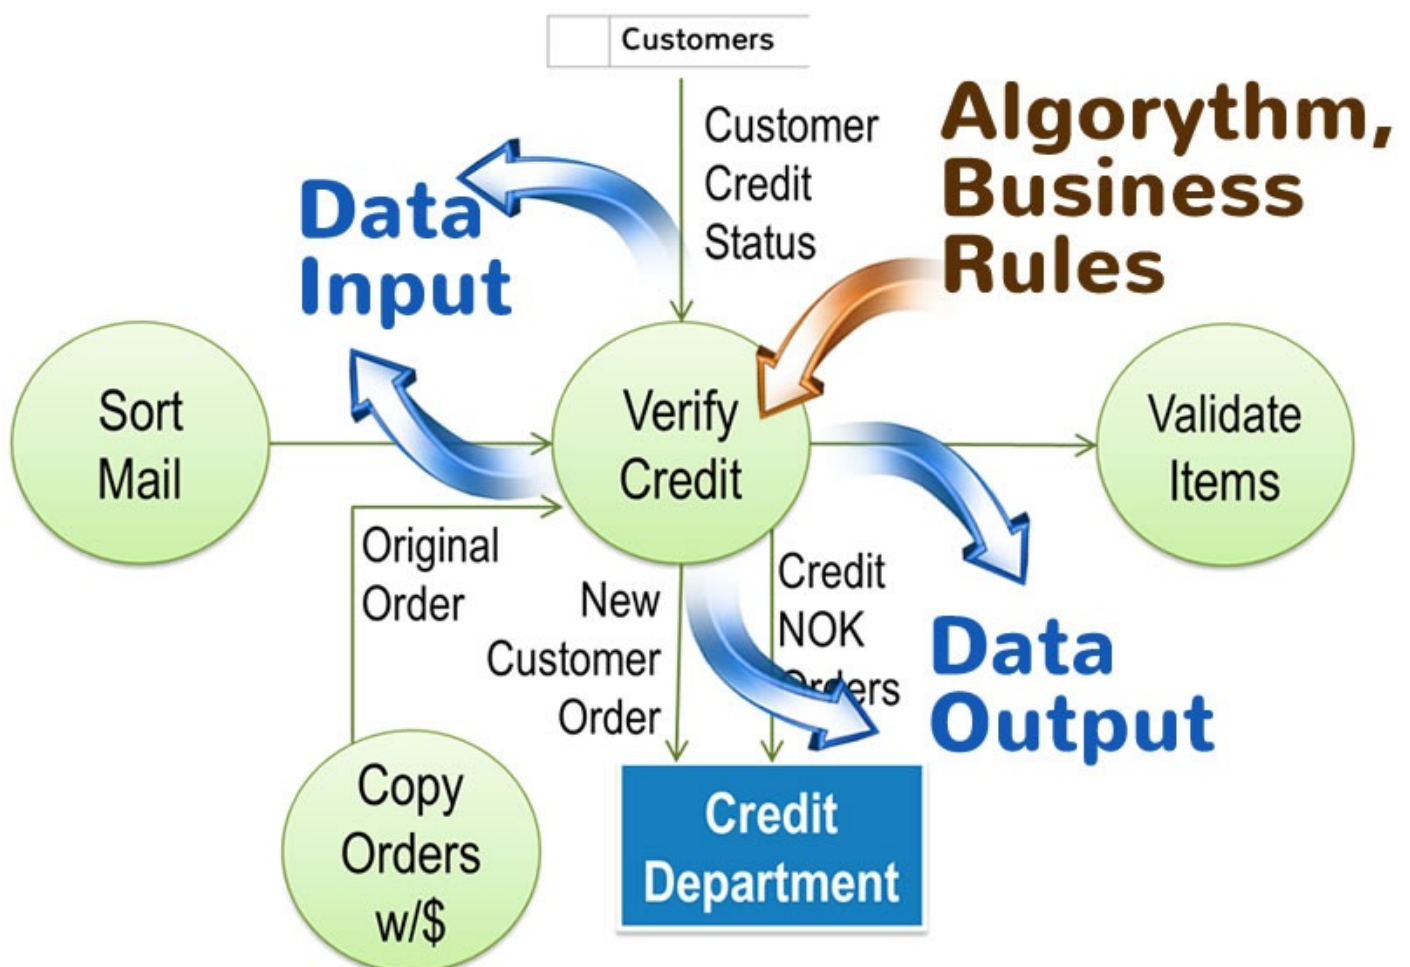 Customers
Customer
Credit
Status
Algorythm,
Business
Rules
Data
Input
Sort
Mail
Verify
Credit
Validate
Items
Original
Order
New
Customer
Order
Credit
NOK
Orders
Data
Output
Copy
Orders
w/$
Credit
Department